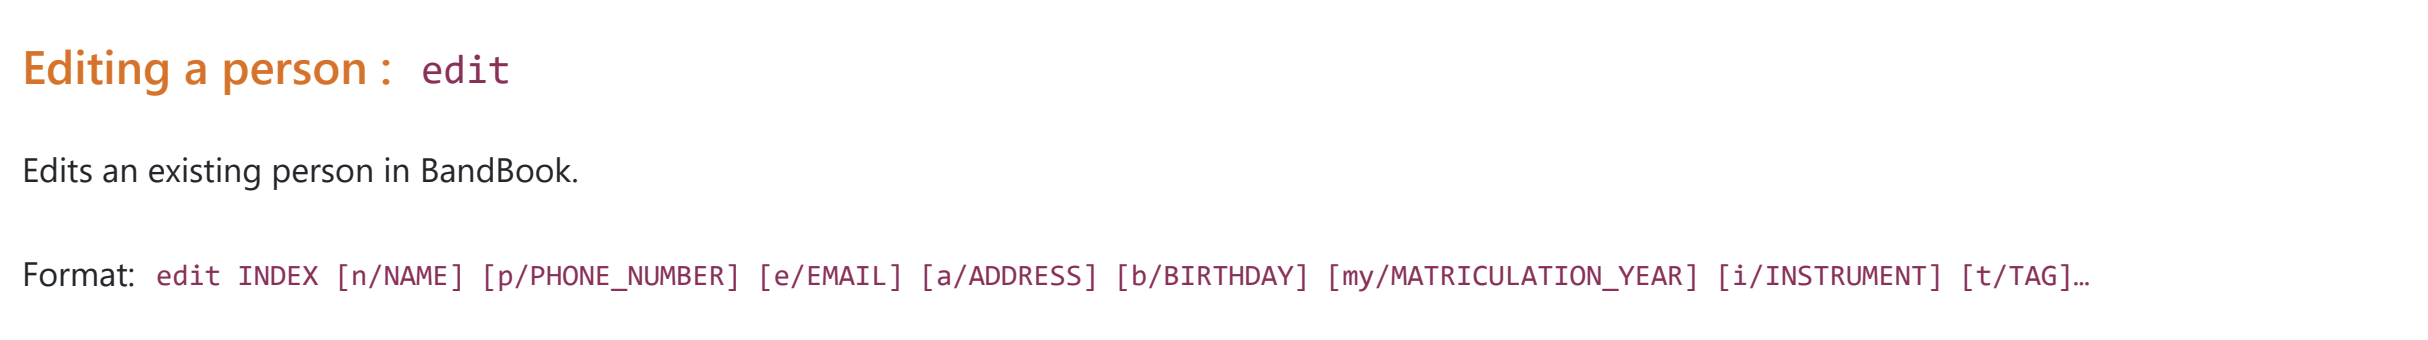 Editing a person : edit
Edits an existing person in BandBook.
Format: edit INDEX [n/NAME] [p/PHONE_NUMBER] [e/EMAIL] [a/ADDRESS] [b/BIRTHDAY] [my/MATRICULATION_YEAR] [i/INSTRUMENT] [t/TAG]…